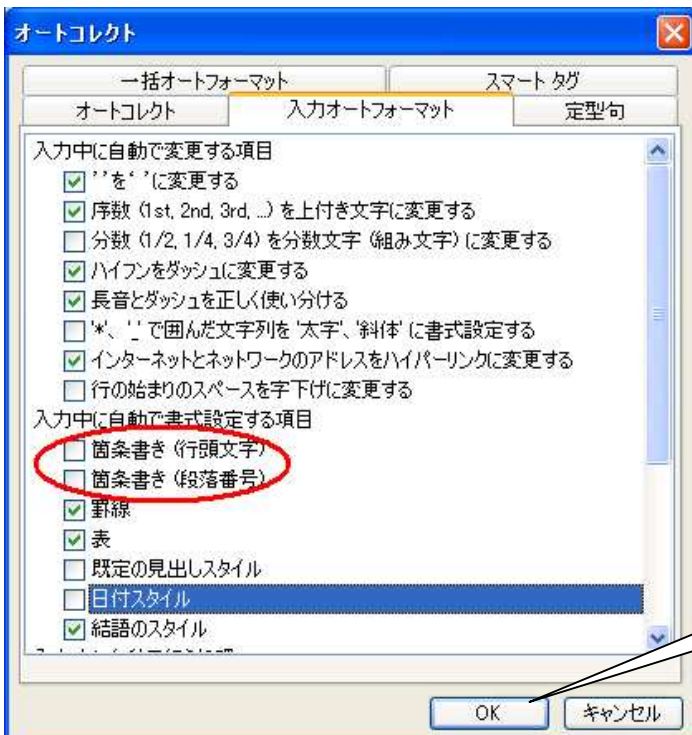 オートコレクト
一括オートフォーマット
スマート タグ
オートコレクト
入力オートフォーマット
定型句
入力中に自動で変更する項目
''を‘ ’に変更する
序数 (1st, 2nd, 3rd, ...) を上付き文字に変更する
分数 (1/2, 1/4, 3/4) を分数文字 (組み文字) に変更する
ハイフンをダッシュに変更する
長音とダッシュを正しく使い分ける
'*'、'_' で囲んだ文字列を '太字'、'斜体' に書式設定する
インターネットとネットワークのアドレスをハイパーリンクに変更する
行の始まりのスペースを字下げに変更する
入力中に自動で書式設定する項目
箇条書き (行頭文字)
箇条書き (段落番号)
罫線
表
既定の見出しスタイル
日付スタイル
結語のスタイル
OK
キャンセル